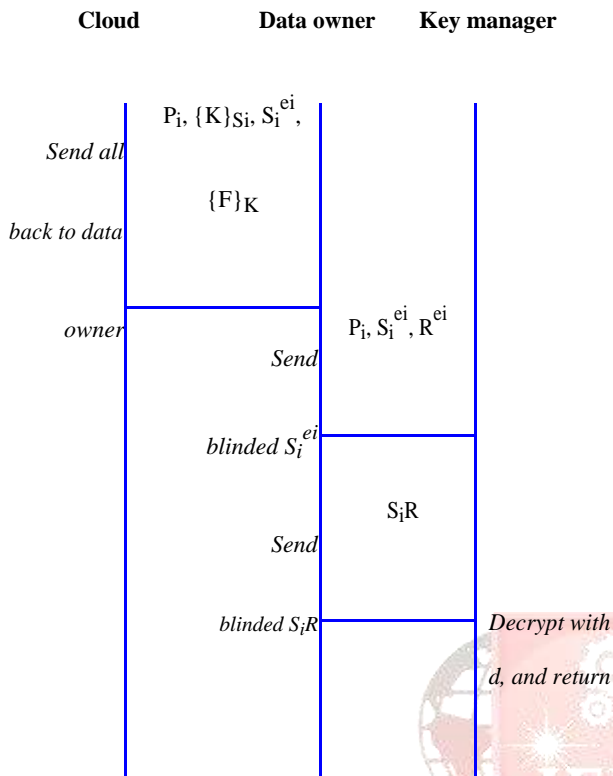 Cloud Data owner Key manager
Pᵢ, {K}Sᵢ, Sᵢᵉⁱ,
Send all
{F}K
back to data
owner
Pᵢ, Sᵢᵉⁱ, Rᵉⁱ
Send
blinded Sᵢᵉⁱ
SᵢR
Send
blinded SᵢR
Decrypt with
d, and return